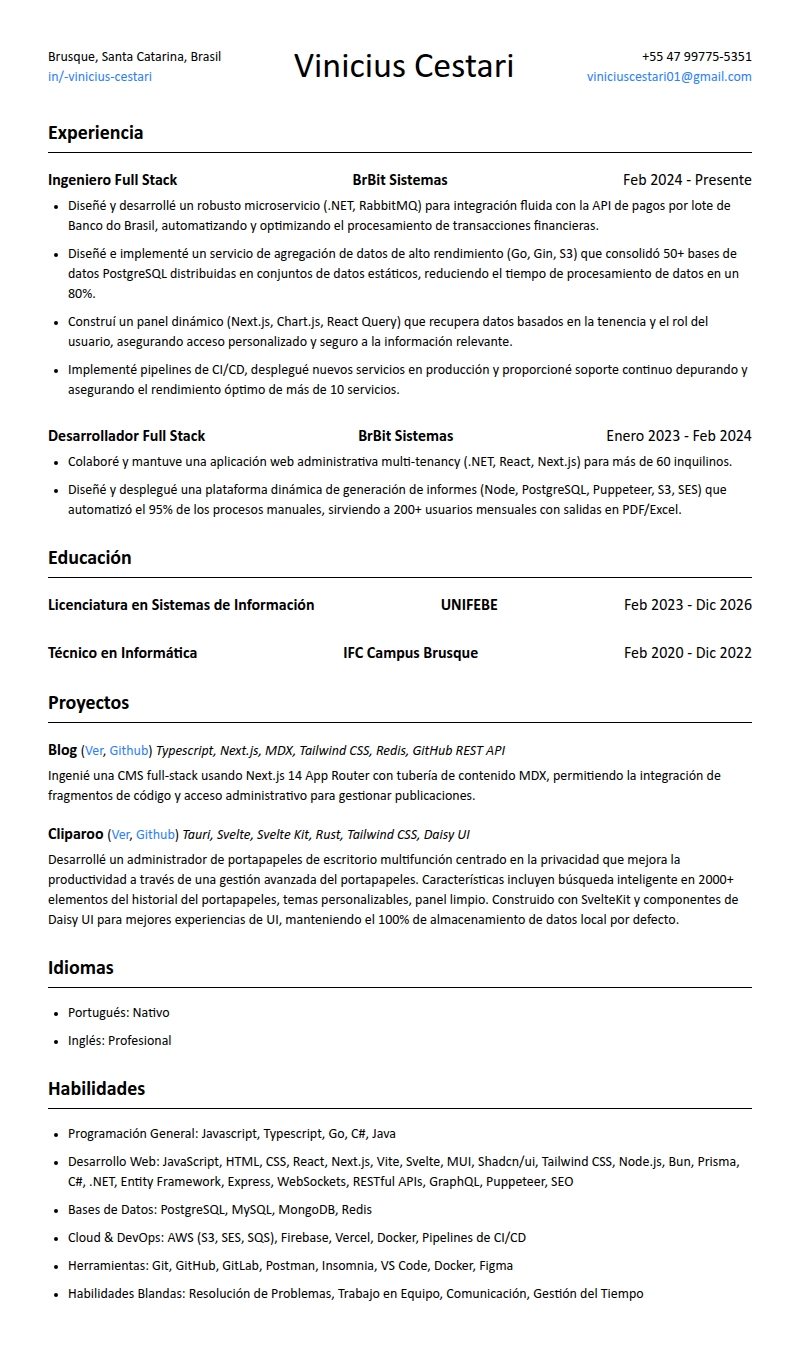 Brusque, Santa Catarina, Brasil
in/-vinicius-cestari
Vinicius Cestari
+55 47 99775-5351
viniciuscestari01@gmail.com
Experiencia
Ingeniero Full Stack BrBit Sistemas Feb 2024 - Presente
• Diseñé y desarrollé un robusto microservicio (.NET, RabbitMQ) para integración fluida con la API de pagos por lote de
Banco do Brasil, automatizando y optimizando el procesamiento de transacciones financieras.
• Diseñé e implementé un servicio de agregación de datos de alto rendimiento (Go, Gin, S3) que consolidó 50+ bases de
datos PostgreSQL distribuidas en conjuntos de datos estáticos, reduciendo el tiempo de procesamiento de datos en un
80%.
• Construí un panel dinámico (Next.js, Chart.js, React Query) que recupera datos basados en la tenencia y el rol del
usuario, asegurando acceso personalizado y seguro a la información relevante.
• Implementé pipelines de CI/CD, desplegué nuevos servicios en producción y proporcioné soporte continuo depurando y
asegurando el rendimiento óptimo de más de 10 servicios.
Desarrollador Full Stack BrBit Sistemas Enero 2023 - Feb 2024
• Colaboré y mantuve una aplicación web administrativa multi-tenancy (.NET, React, Next.js) para más de 60 inquilinos.
• Diseñé y desplegué una plataforma dinámica de generación de informes (Node, PostgreSQL, Puppeteer, S3, SES) que
automatizó el 95% de los procesos manuales, sirviendo a 200+ usuarios mensuales con salidas en PDF/Excel.
Educación
Licenciatura en Sistemas de Información UNIFEBE Feb 2023 - Dic 2026
Técnico en Informática IFC Campus Brusque Feb 2020 - Dic 2022
Proyectos
Blog (Ver, Github) Typescript, Next.js, MDX, Tailwind CSS, Redis, GitHub REST API
Ingenié una CMS full-stack usando Next.js 14 App Router con tubería de contenido MDX, permitiendo la integración de
fragmentos de código y acceso administrativo para gestionar publicaciones.
Cliparoo (Ver, Github) Tauri, Svelte, Svelte Kit, Rust, Tailwind CSS, Daisy UI
Desarrollé un administrador de portapapeles de escritorio multifunción centrado en la privacidad que mejora la
productividad a través de una gestión avanzada del portapapeles. Características incluyen búsqueda inteligente en 2000+
elementos del historial del portapapeles, temas personalizables, panel limpio. Construido con SvelteKit y componentes de
Daisy UI para mejores experiencias de UI, manteniendo el 100% de almacenamiento de datos local por defecto.
Idiomas
• Portugués: Nativo
• Inglés: Profesional
Habilidades
• Programación General: Javascript, Typescript, Go, C#, Java
• Desarrollo Web: JavaScript, HTML, CSS, React, Next.js, Vite, Svelte, MUI, Shadcn/ui, Tailwind CSS, Node.js, Bun, Prisma,
C#, .NET, Entity Framework, Express, WebSockets, RESTful APIs, GraphQL, Puppeteer, SEO
• Bases de Datos: PostgreSQL, MySQL, MongoDB, Redis
• Cloud & DevOps: AWS (S3, SES, SQS), Firebase, Vercel, Docker, Pipelines de CI/CD
• Herramientas: Git, GitHub, GitLab, Postman, Insomnia, VS Code, Docker, Figma
• Habilidades Blandas: Resolución de Problemas, Trabajo en Equipo, Comunicación, Gestión del Tiempo